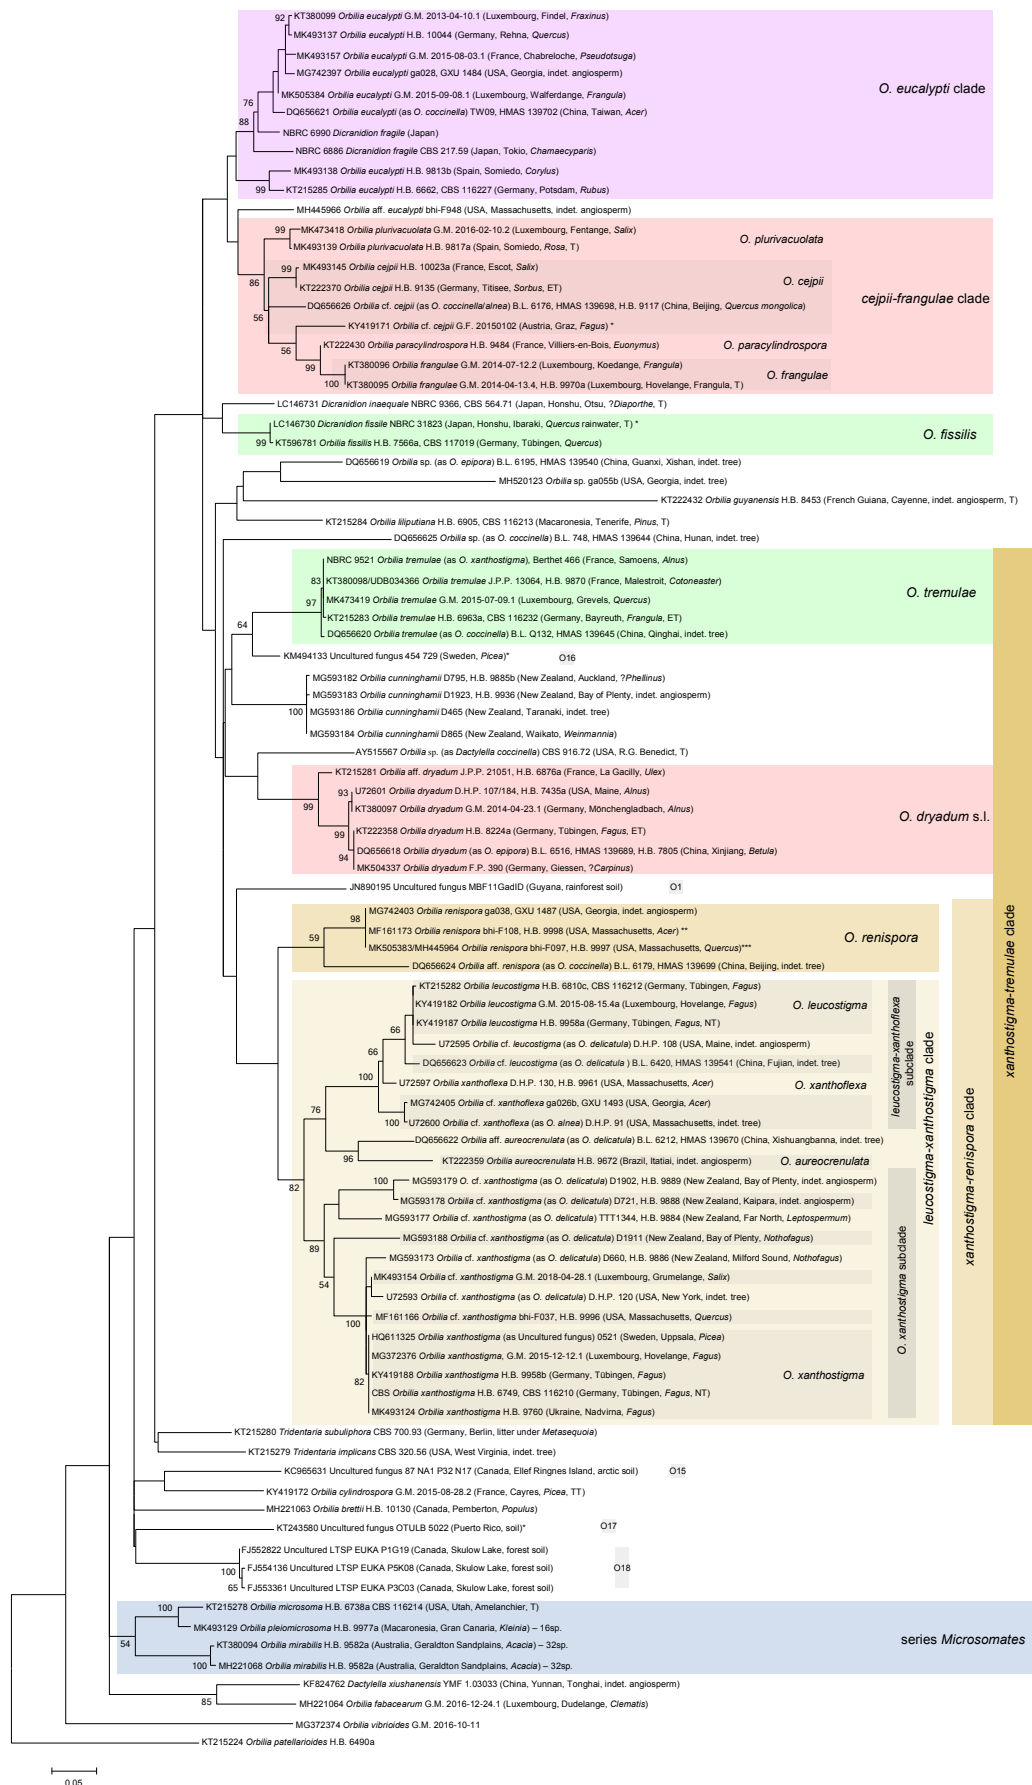 92 KT380099 Orbilia eucalypti G.M. 2013-04-10.1 (Luxembourg, Findel, Fraxinus)
MK493137 Orbilia eucalypti H.B. 10044 (Germany, Rehna, Quercus)
MK493157 Orbilia eucalypti G.M. 2015-08-03.1 (France, Chabreloche, Pseudotsuga)
MG742397 Orbilia eucalypti ga028, GXU 1484 (USA, Georgia, indet. angiosperm)
O. eucalypti clade
MK505384 Orbilia eucalypti G.M. 2015-09-08.1 (Luxembourg, Walferdange, Frangula)
76
DQ656621 Orbilia eucalypti (as O. coccinella) TW09, HMAS 139702 (China, Taiwan, Acer)
88
NBRC 6990 Dicranidion fragile (Japan)
NBRC 6886 Dicranidion fragile CBS 217.59 (Japan, Tokio, Chamaecyparis)
MK493138 Orbilia eucalypti H.B. 9813b (Spain, Somiedo, Corylus)
99 KT215285 Orbilia eucalypti H.B. 6662, CBS 116227 (Germany, Potsdam, Rubus)
MH445966 Orbilia aff. eucalypti bhi-F948 (USA, Massachusetts, indet. angiosperm)
99 MK473418 Orbilia plurivacuolata G.M. 2016-02-10.2 (Luxembourg, Fentange, Salix)
O. plurivacuolata
MK493139 Orbilia plurivacuolata H.B. 9817a (Spain, Somiedo, Rosa, T)
99 MK493145 Orbilia cejpii H.B. 10023a (France, Escot, Salix)
O. cejpii
86
KT222370 Orbilia cejpii H.B. 9135 (Germany, Titisee, Sorbus, ET)
cejpii-frangulae clade
DQ656626 Orbilia cf. cejpii (as O. coccinella/alnea) B.L. 6176, HMAS 139698, H.B. 9117 (China, Beijing, Quercus mongolica)
56
KY419171 Orbilia cf. cejpii G.F. 20150102 (Austria, Graz, Fagus) *
KT222430 Orbilia paracylindrospora H.B. 9484 (France, Villiers-en-Bois, Euonymus)
O. paracylindrospora
56
99
KT380096 Orbilia frangulae G.M. 2014-07-12.2 (Luxembourg, Koedange, Frangula)
O. frangulae
100 KT380095 Orbilia frangulae G.M. 2014-04-13.4, H.B. 9970a (Luxembourg, Hovelange, Frangula, T)
LC146731 Dicranidion inaequale NBRC 9366, CBS 564.71 (Japan, Honshu, Otsu, ?Diaporthe, T)
LC146730 Dicranidion fissile NBRC 31823 (Japan, Honshu, Ibaraki, Quercus rainwater, T) *
O. fissilis
99 KT596781 Orbilia fissilis H.B. 7566a, CBS 117019 (Germany, Tübingen, Quercus)
DQ656619 Orbilia sp. (as O. epipora) B.L. 6195, HMAS 139540 (China, Guanxi, Xishan, indet. tree)
MH520123 Orbilia sp. ga055b (USA, Georgia, indet. tree)
KT222432 Orbilia guyanensis H.B. 8453 (French Guiana, Cayenne, indet. angiosperm, T)
KT215284 Orbilia liliputiana H.B. 6905, CBS 116213 (Macaronesia, Tenerife, Pinus, T)
DQ656625 Orbilia sp. (as O. coccinella) B.L. 748, HMAS 139644 (China, Hunan, indet. tree)
NBRC 9521 Orbilia tremulae (as O. xanthostigma), Berthet 466 (France, Samoens, Alnus)
83 KT380098/UDB034366 Orbilia tremulae J.P.P. 13064, H.B. 9870 (France, Malestroit, Cotoneaster)
O. tremulae
97 MK473419 Orbilia tremulae G.M. 2015-07-09.1 (Luxembourg, Grevels, Quercus)
KT215283 Orbilia tremulae H.B. 6963a, CBS 116232 (Germany, Bayreuth, Frangula, ET)
64
DQ656620 Orbilia tremulae (as O. coccinella) B.L. Q132, HMAS 139645 (China, Qinghai, indet. tree)
KM494133 Uncultured fungus 454 729 (Sweden, Picea)*
O16
MG593182 Orbilia cunninghamii D795, H.B. 9885b (New Zealand, Auckland, ?Phellinus)
MG593183 Orbilia cunninghamii D1923, H.B. 9936 (New Zealand, Bay of Plenty, indet. angiosperm)
100 MG593186 Orbilia cunninghamii D465 (New Zealand, Taranaki, indet. tree)
MG593184 Orbilia cunninghamii D865 (New Zealand, Waikato, Weinmannia)
AY515567 Orbilia sp. (as Dactylella coccinella) CBS 916.72 (USA, R.G. Benedict, T)
KT215281 Orbilia aff. dryadum J.P.P. 21051, H.B. 6876a (France, La Gacilly, Ulex)
93 U72601 Orbilia dryadum D.H.P. 107/184, H.B. 7435a (USA, Maine, Alnus)
99
KT380097 Orbilia dryadum G.M. 2014-04-23.1 (Germany, Mönchengladbach, Alnus)
O. dryadum s.l.
99
KT222358 Orbilia dryadum H.B. 8224a (Germany, Tübingen, Fagus, ET)
94 DQ656618 Orbilia dryadum (as O. epipora) B.L. 6516, HMAS 139689, H.B. 7805 (China, Xinjiang, Betula)
MK504337 Orbilia dryadum F.P. 390 (Germany, Giessen, ?Carpinus)
JN890195 Uncultured fungus MBF11GadID (Guyana, rainforest soil)
O1
MG742403 Orbilia renispora ga038, GXU 1487 (USA, Georgia, indet. angiosperm)
98
MF161173 Orbilia renispora bhi-F108, H.B. 9998 (USA, Massachusetts, Acer) **
O. renispora
59
MK505383/MH445964 Orbilia renispora bhi-F097, H.B. 9997 (USA, Massachusetts, Quercus)***
DQ656624 Orbilia aff. renispora (as O. coccinella) B.L. 6179, HMAS 139699 (China, Beijing, indet. tree)
KT215282 Orbilia leucostigma H.B. 6810c, CBS 116212 (Germany, Tübingen, Fagus)
KY419182 Orbilia leucostigma G.M. 2015-08-15.4a (Luxembourg, Hovelange, Fagus)
O. leucostigma
KY419187 Orbilia leucostigma H.B. 9958a (Germany, Tübingen, Fagus, NT)
66
U72595 Orbilia cf. leucostigma (as O. delicatula) D.H.P. 108 (USA, Maine, indet. angiosperm)
66
DQ656623 Orbilia cf. leucostigma (as O. delicatula ) B.L. 6420, HMAS 139541 (China, Fujian, indet. tree)
100
U72597 Orbilia xanthoflexa D.H.P. 130, H.B. 9961 (USA, Massachusetts, Acer)
O. xanthoflexa
MG742405 Orbilia cf. xanthoflexa ga026b, GXU 1493 (USA, Georgia, Acer)
76
100 U72600 Orbilia cf. xanthoflexa (as O. alnea) D.H.P. 91 (USA, Massachusetts, indet. tree)
DQ656622 Orbilia aff. aureocrenulata (as O. delicatula) B.L. 6212, HMAS 139670 (China, Xishuangbanna, indet. tree)
96 KT222359 Orbilia aureocrenulata H.B. 9672 (Brazil, Itatiai, indet. angiosperm)
O. aureocrenulata
82
MG593179 O. cf. xanthostigma (as O. delicatula) D1902, H.B. 9889 (New Zealand, Bay of Plenty, indet. angiosperm)
100
MG593178 Orbilia cf. xanthostigma (as O. delicatula) D721, H.B. 9888 (New Zealand, Kaipara, indet. angiosperm)
MG593177 Orbilia cf. xanthostigma (as O. delicatula) TTT1344, H.B. 9884 (New Zealand, Far North, Leptospermum)
MG593188 Orbilia cf. xanthostigma (as O. delicatula) D1911 (New Zealand, Bay of Plenty, Nothofagus)
89
MG593173 Orbilia cf. xanthostigma (as O. delicatula) D660, H.B. 9886 (New Zealand, Milford Sound, Nothofagus)
MK493154 Orbilia cf. xanthostigma G.M. 2018-04-28.1 (Luxembourg, Grumelange, Salix)
54
U72593 Orbilia cf. xanthostigma (as O. delicatula) D.H.P. 120 (USA, New York, indet. tree)
MF161166 Orbilia cf. xanthostigma bhi-F037, H.B. 9996 (USA, Massachusetts, Quercus)
100
HQ611325 Orbilia xanthostigma (as Uncultured fungus) 0521 (Sweden, Uppsala, Picea)
MG372376 Orbilia xanthostigma, G.M. 2015-12-12.1 (Luxembourg, Hovelange, Fagus)
KY419188 Orbilia xanthostigma H.B. 9958b (Germany, Tübingen, Fagus)
O. xanthostigma
82
CBS Orbilia xanthostigma H.B. 6749, CBS 116210 (Germany, Tübingen, Fagus, NT)
MK493124 Orbilia xanthostigma H.B. 9760 (Ukraine, Nadvirna, Fagus)
leucostigma-xanthoflexa
subclade
O. xanthostigma subclade
leucostigma-xanthostigma clade
xanthostigma-renispora clade
xanthostigma-tremulae clade
KT215280 Tridentaria subuliphora CBS 700.93 (Germany, Berlin, litter under Metasequoia)
KT215279 Tridentaria implicans CBS 320.56 (USA, West Virginia, indet. tree)
KC965631 Uncultured fungus 87 NA1 P32 N17 (Canada, Ellef Ringnes Island, arctic soil)
O15
KY419172 Orbilia cylindrospora G.M. 2015-08-28.2 (France, Cayres, Picea, TT)
MH221063 Orbilia brettii H.B. 10130 (Canada, Pemberton, Populus)
KT243580 Uncultured fungus OTULB 5022 (Puerto Rico, soil)*
O17
FJ552822 Uncultured LTSP EUKA P1G19 (Canada, Skulow Lake, forest soil)
100 FJ554136 Uncultured LTSP EUKA P5K08 (Canada, Skulow Lake, forest soil)
O18
65 FJ553361 Uncultured LTSP EUKA P3C03 (Canada, Skulow Lake, forest soil)
100 KT215278 Orbilia microsoma H.B. 6738a CBS 116214 (USA, Utah, Amelanchier, T)
MK493129 Orbilia pleiomicrosoma H.B. 9977a (Macaronesia, Gran Canaria, Kleinia) – 16sp.
54
KT380094 Orbilia mirabilis H.B. 9582a (Australia, Geraldton Sandplains, Acacia) – 32sp.
series Microsomates
100 MH221068 Orbilia mirabilis H.B. 9582a (Australia, Geraldton Sandplains, Acacia) – 32sp.
KF824762 Dactylella xiushanensis YMF 1.03033 (China, Yunnan, Tonghai, indet. angiosperm)
85
MH221064 Orbilia fabacearum G.M. 2016-12-24.1 (Luxembourg, Dudelange, Clematis)
MG372374 Orbilia vibrioides G.M. 2016-10-11
KT215224 Orbilia patellarioides H.B. 6490a
0.05